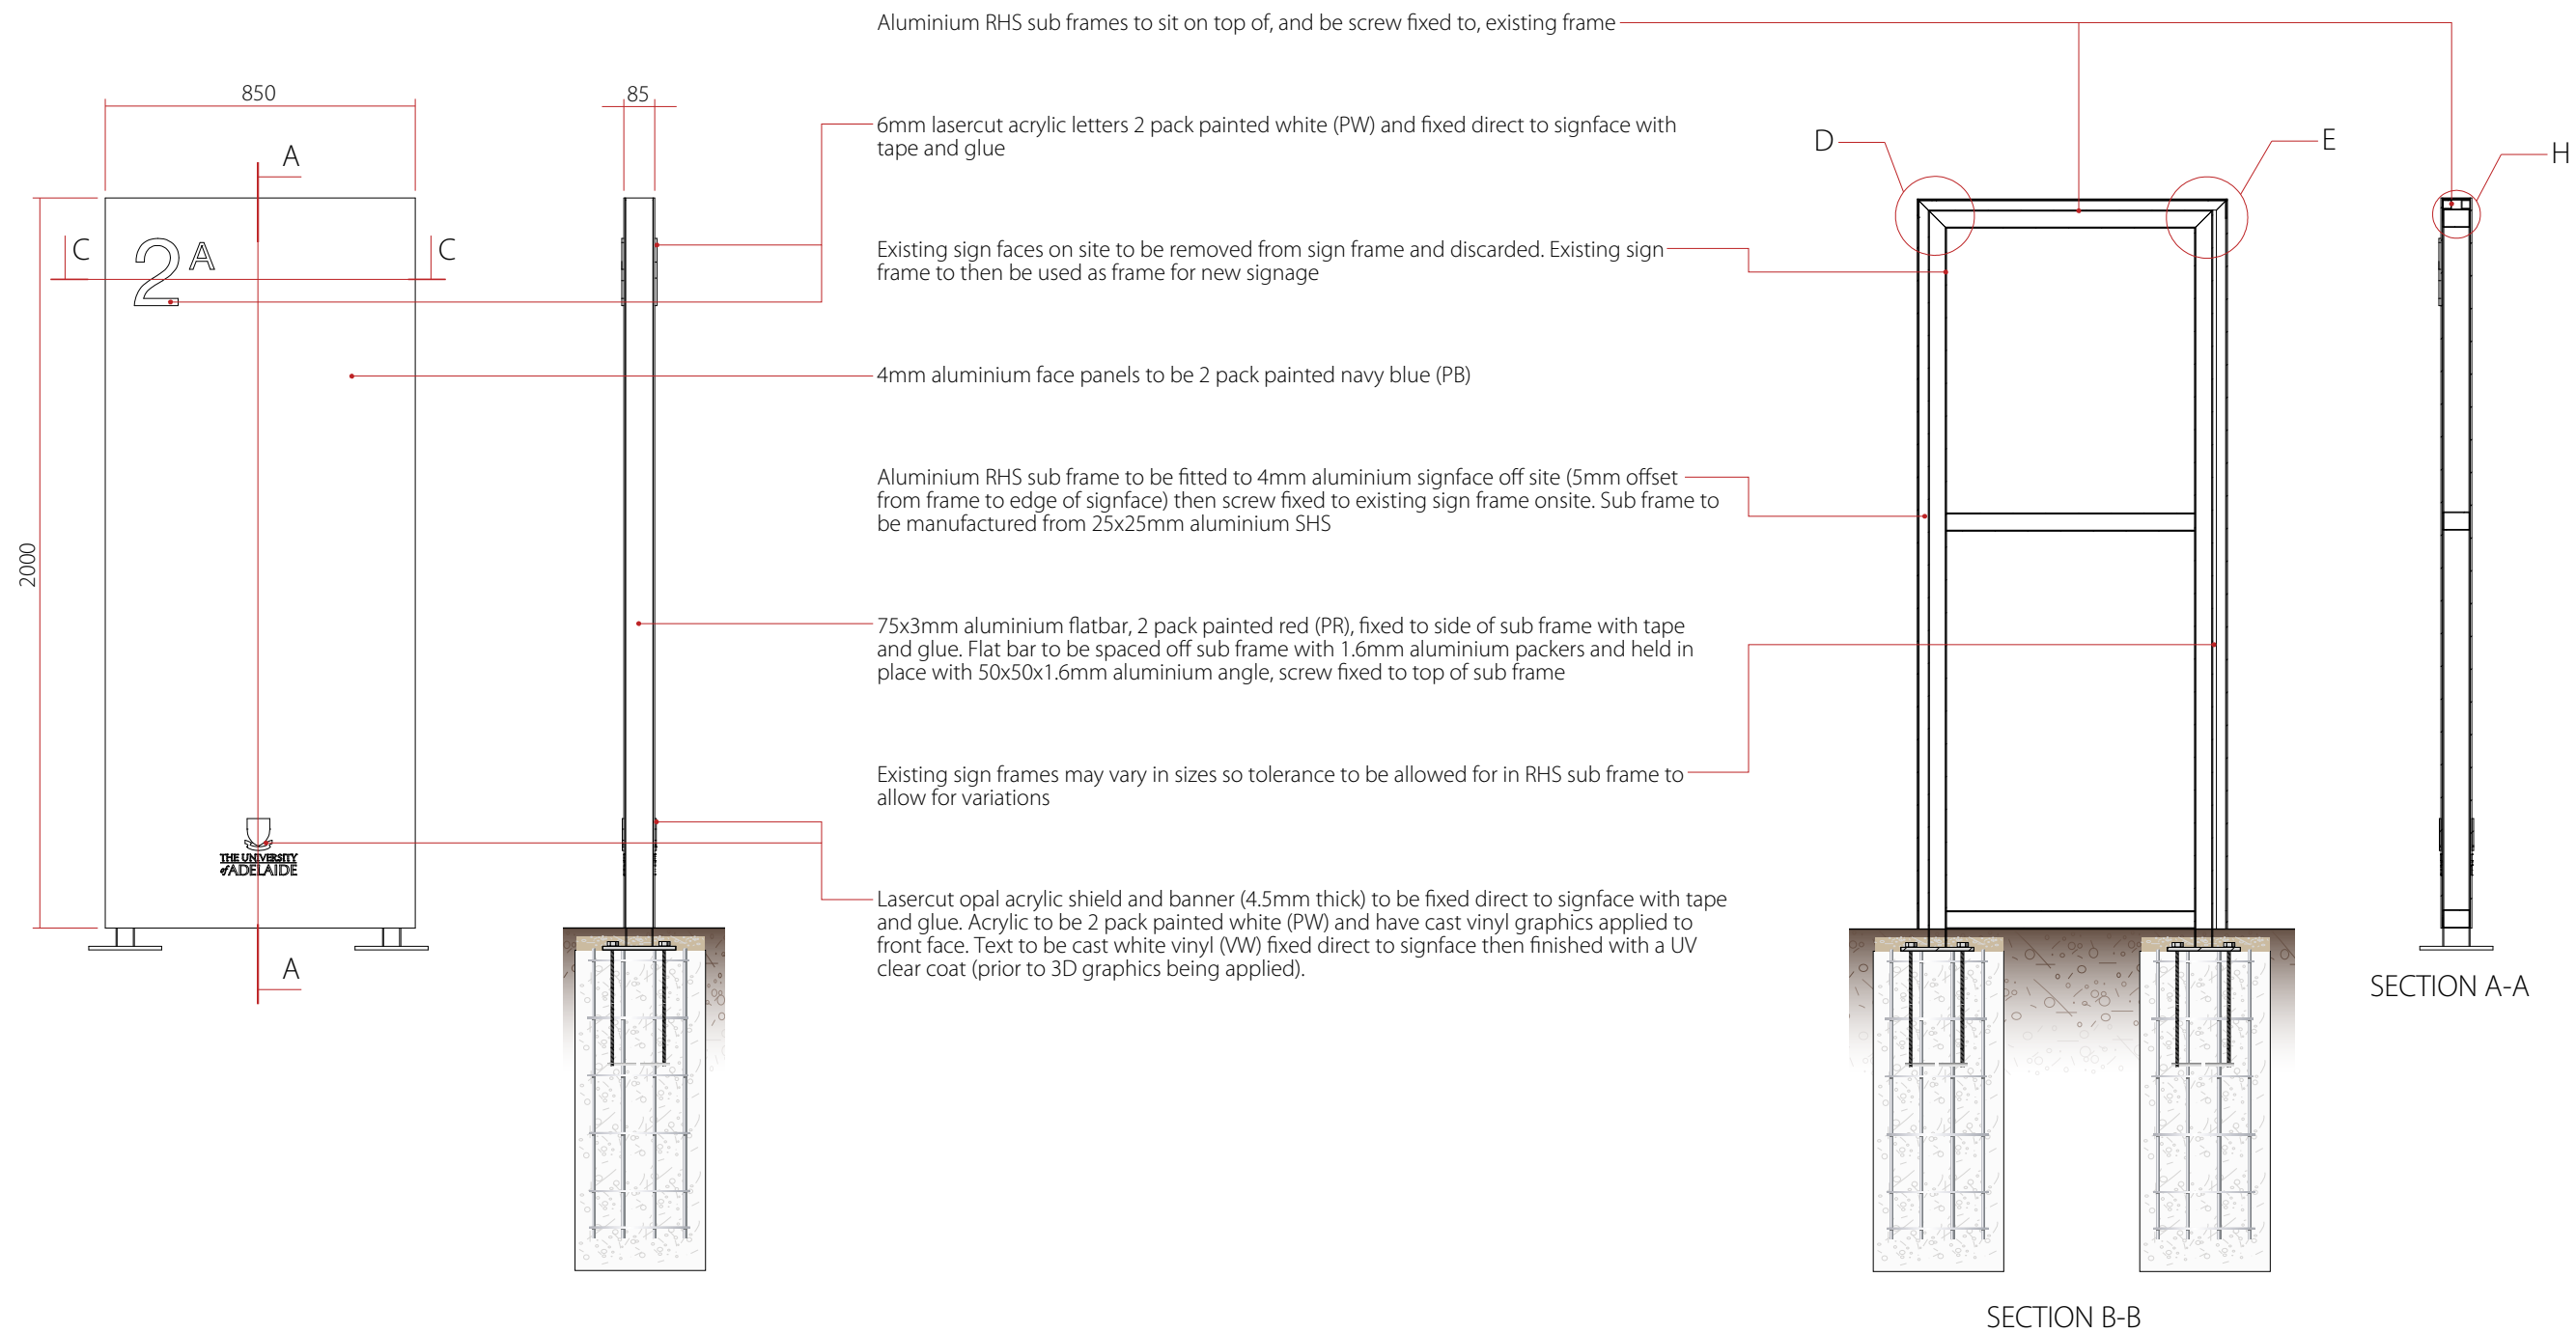 Aluminium RHS sub frames to sit on top of, and be screw fixed to, existing frame
850
85
A
6mm lasercut acrylic letters 2 pack painted white (PW) and fixed direct to signface with
tape and glue
D
E
H
C
C
2A
Existing sign faces on site to be removed from sign frame and discarded. Existing sign
frame to then be used as frame for new signage
4mm aluminium face panels to be 2 pack painted navy blue (PB)
Aluminium RHS sub frame to be fitted to 4mm aluminium signface off site (5mm offset
from frame to edge of signface) then screw fixed to existing sign frame onsite. Sub frame to
be manufactured from 25x25mm aluminium SHS
2000
75x3mm aluminium flatbar, 2 pack painted red (PR), fixed to side of sub frame with tape
and glue. Flat bar to be spaced off sub frame with 1.6mm aluminium packers and held in
place with 50x50x1.6mm aluminium angle, screw fixed to top of sub frame
Existing sign frames may vary in sizes so tolerance to be allowed for in RHS sub frame to
allow for variations
THE UNIVERSITY
of ADELAIDE
Lasercut opal acrylic shield and banner (4.5mm thick) to be fixed direct to signface with tape
and glue. Acrylic to be 2 pack painted white (PW) and have cast vinyl graphics applied to
front face. Text to be cast white vinyl (VW) fixed direct to signface then finished with a UV
clear coat (prior to 3D graphics being applied).
A
SECTION A-A
SECTION B-B